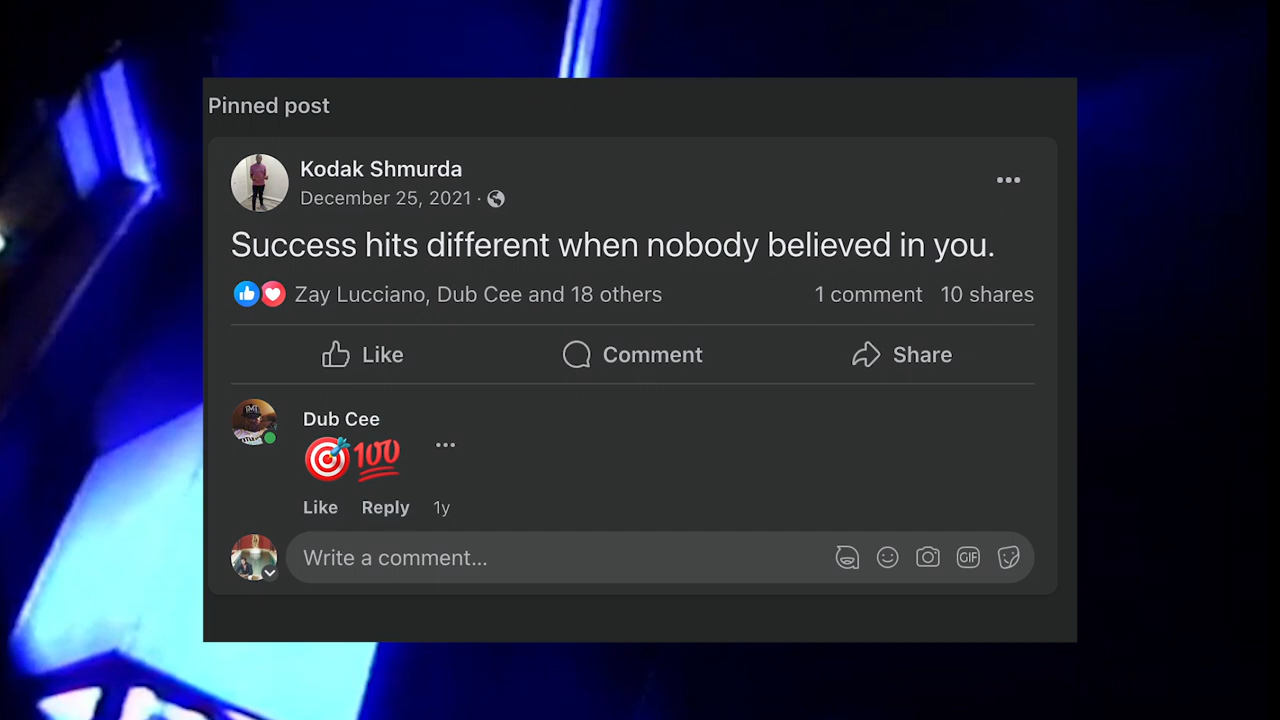 Pinned post
Kodak Shmurda
December 25, 2021 ·
Success hits different when nobody believed in you.
Zay Lucciano, Dub Cee and 18 others 1 comment 10 shares
Like Comment Share
Dub Cee
🎯💯
Like Reply 1y
Write a comment...
GIF